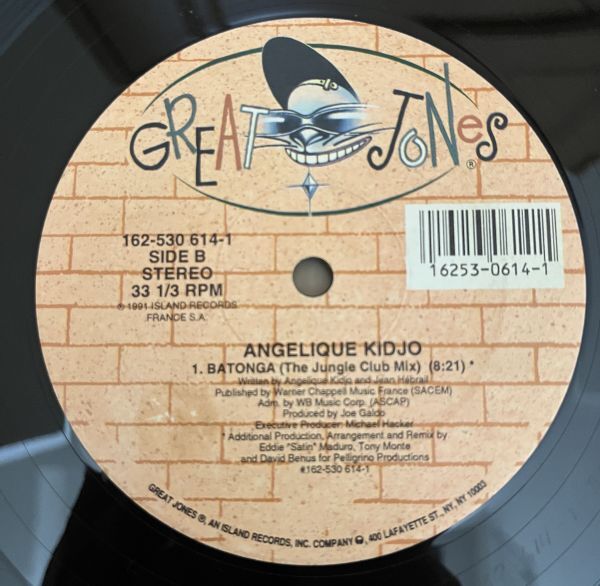 GREAT JONES ®
162-530 614-1
SIDE B
STEREO
33 1/3 RPM
℗ 1991 ISLAND RECORDS
FRANCE S.A.
16253-0614-1
ANGELIQUE KIDJO
1. BATONGA (The Jungle Club Mix) (8:21) *
Written by Angelique Kidjo and Jean Hebrail
Published by Warner Chappell Music France (SACEM)
Adm. by WB Music Corp. (ASCAP)
Produced by Joe Galdo
Executive Producer: Michael Hacker
* Additional Production, Arrangement and Remix by
Eddie "Satin" Maduro, Tony Monte
and David Behus for Pelligrino Productions
#162-530 614-1
GREAT JONES ®, AN ISLAND RECORDS, INC. COMPANY, 400 LAFAYETTE ST., NY, NY 10003